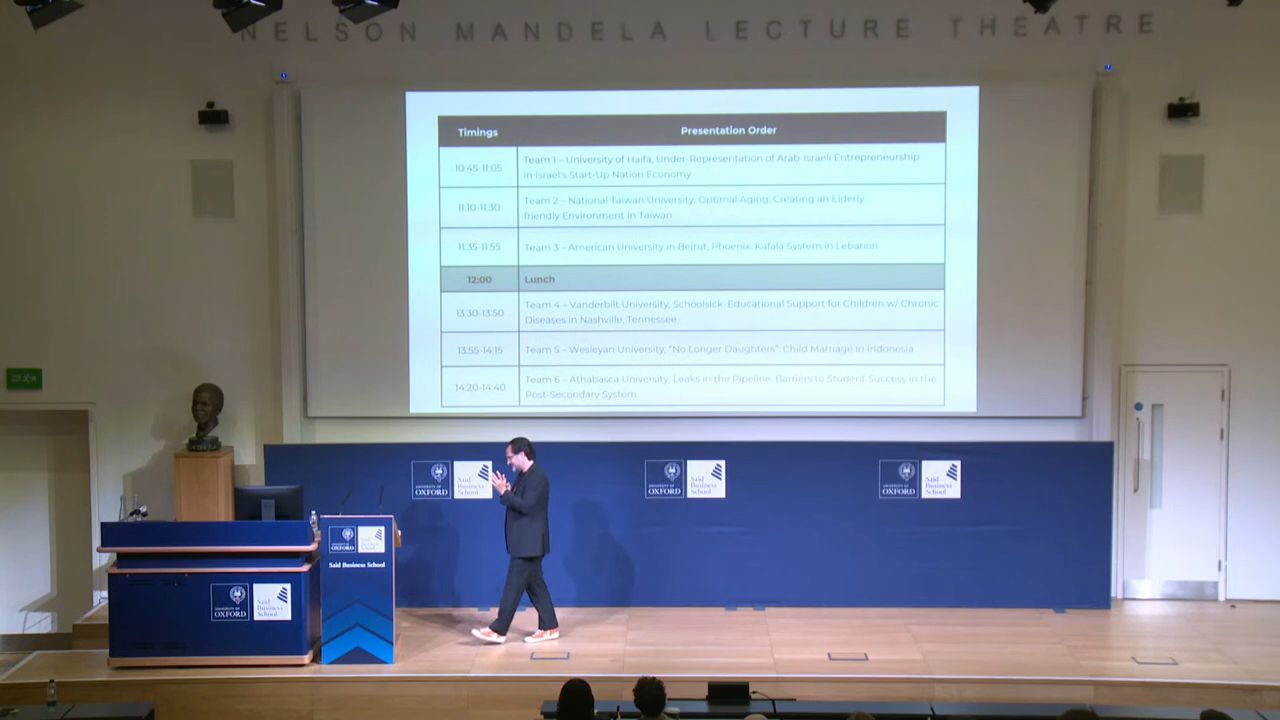 NELSON MANDELA LECTURE THEATRE
Timings
Presentation Order
10:45-11:05
Team 1 – University of Haifa, Under-Representation of Arab-Israeli Entrepreneurship
in Israel's Start-Up Nation Economy
11:10-11:30
Team 2 – National Taiwan University, Optimal Aging: Creating an Elderly
friendly Environment in Taiwan
11:35-11:55
Team 3 – American University in Beirut, Phoenix: Kafala System in Lebanon
12:00
Lunch
13:30-13:50
Team 4 – Vanderbilt University, Schoolsick: Educational Support for Children w/ Chronic
Diseases in Nashville, Tennessee
13:55-14:15
Team 5 – Wesleyan University, "No Longer Daughters": Child Marriage in Indonesia
14:20-14:40
Team 6 – Athabasca University, Leaks in the Pipeline: Barriers to Student Success in the
Post-Secondary System
UNIVERSITY OF
OXFORD
Saïd
Business
School
UNIVERSITY OF
OXFORD
Saïd
Business
School
UNIVERSITY OF
OXFORD
Saïd
Business
School
UNIVERSITY OF
OXFORD
Saïd
Business
School
Saïd Business School
UNIVERSITY OF
OXFORD
Saïd
Business
School